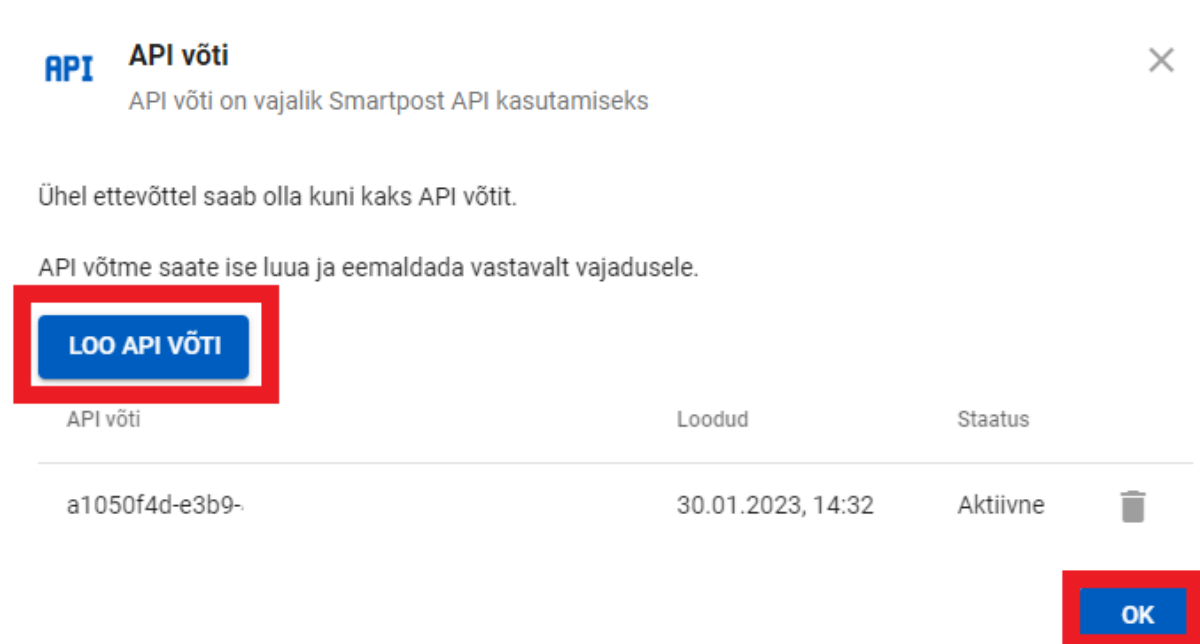 API
API võti
API võti on vajalik Smartpost API kasutamiseks
Ühel ettevõttel saab olla kuni kaks API võtit.
API võtme saate ise luua ja eemaldada vastavalt vajadusele.
LOO API VÕTI
API võti Loodud Staatus
a1050f4d-e3b9- 30.01.2023, 14:32 Aktiivne
OK